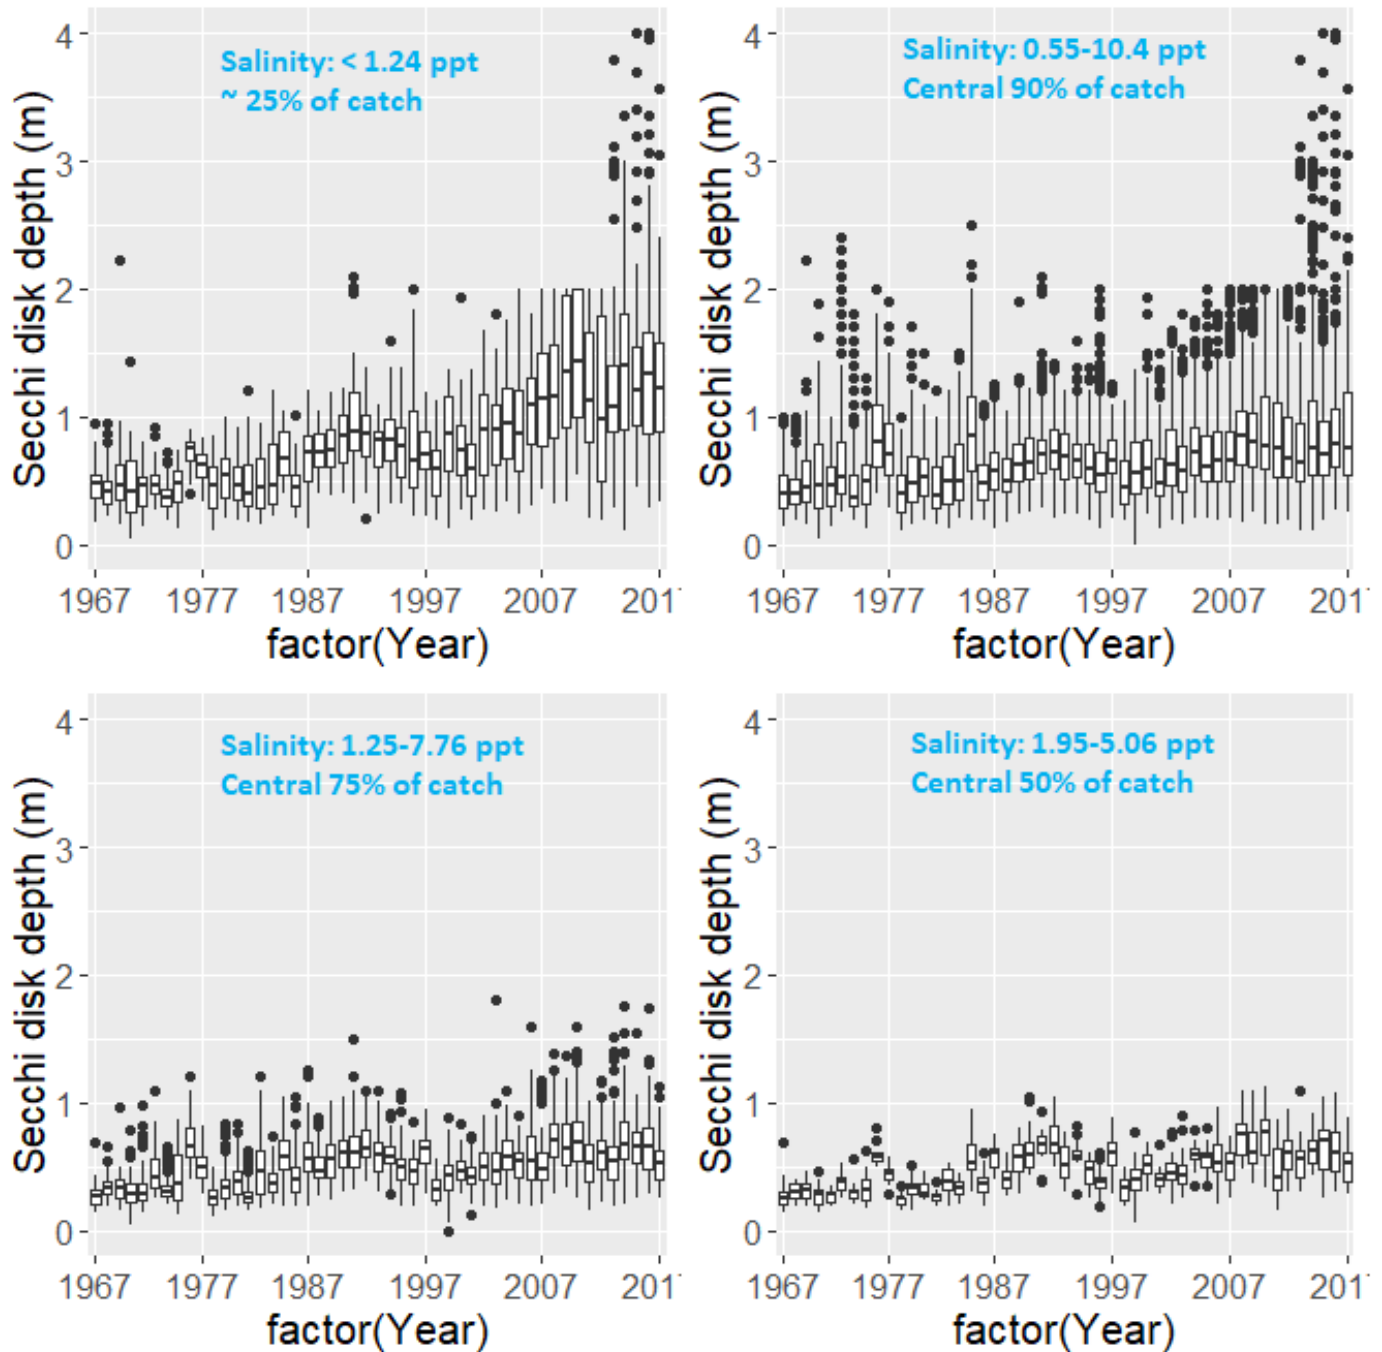 Secchi disk depth (m)
4
3
2
1
0
Salinity: < 1.24 ppt
~ 25% of catch
1967 1977 1987 1997 2007 201
factor(Year)
Secchi disk depth (m)
4
3
2
1
0
Salinity: 0.55-10.4 ppt
Central 90% of catch
1967 1977 1987 1997 2007 201
factor(Year)
Secchi disk depth (m)
4
3
2
1
0
Salinity: 1.25-7.76 ppt
Central 75% of catch
1967 1977 1987 1997 2007 201
factor(Year)
Secchi disk depth (m)
4
3
2
1
0
Salinity: 1.95-5.06 ppt
Central 50% of catch
1967 1977 1987 1997 2007 201
factor(Year)